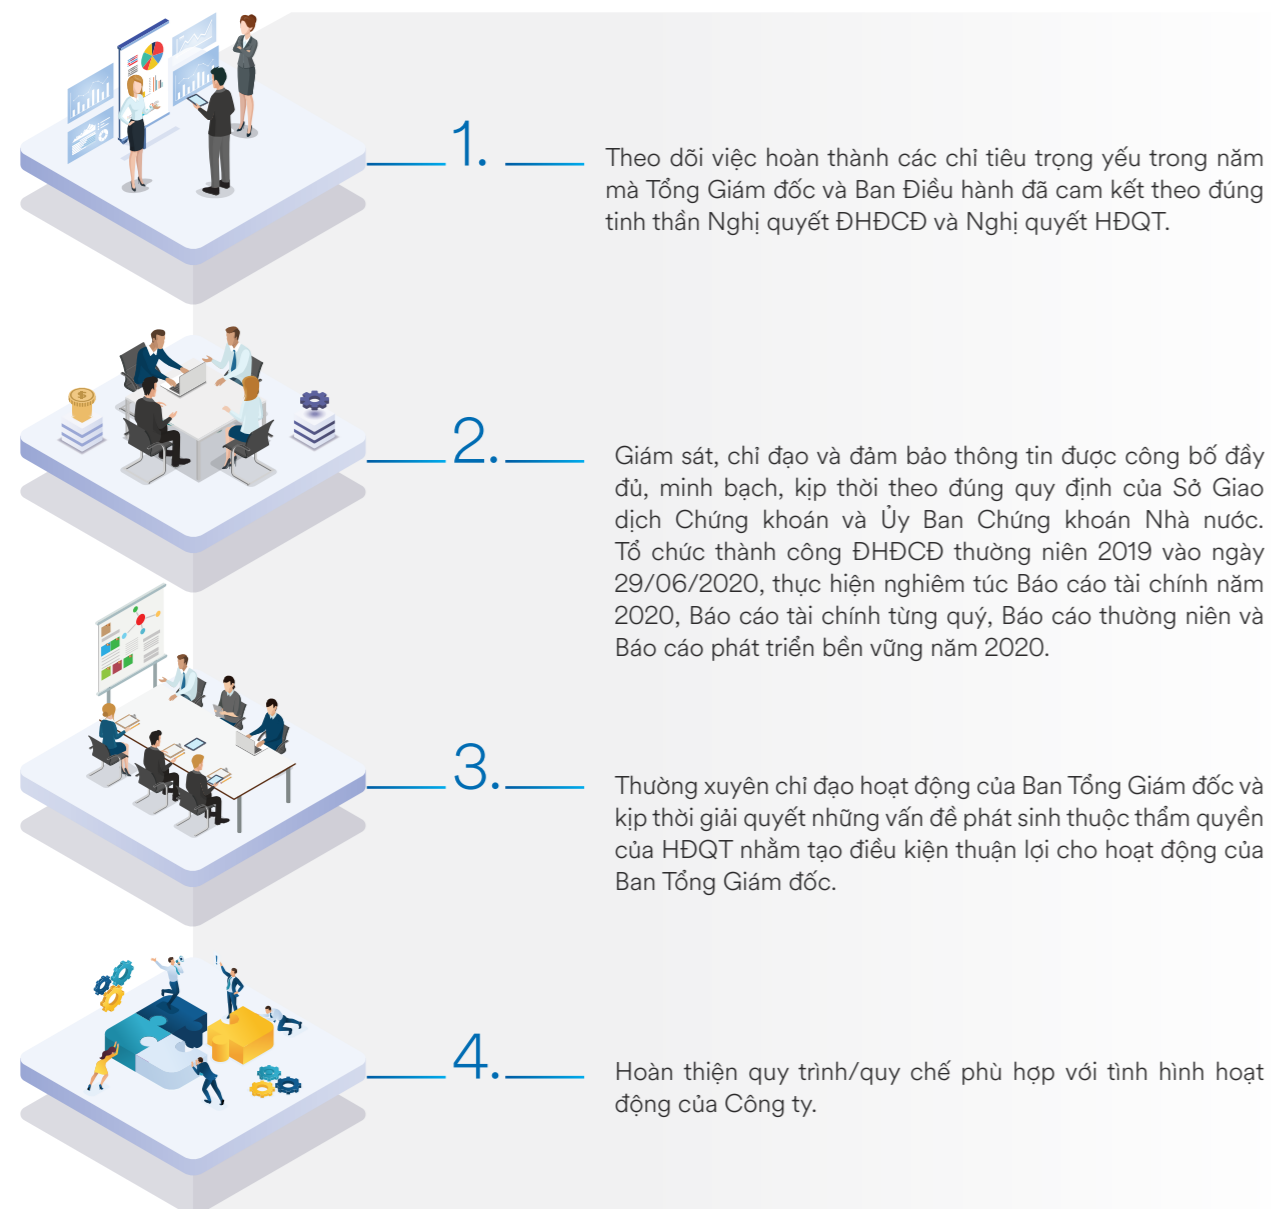 1.
Theo dõi việc hoàn thành các chỉ tiêu trọng yếu trong năm
mà Tổng Giám đốc và Ban Điều hành đã cam kết theo đúng
tinh thần Nghị quyết ĐHĐCĐ và Nghị quyết HĐQT.
2.
Giám sát, chỉ đạo và đảm bảo thông tin được công bố đầy
đủ, minh bạch, kịp thời theo đúng quy định của Sở Giao
dịch Chứng khoán và Ủy Ban Chứng khoán Nhà nước.
Tổ chức thành công ĐHĐCĐ thường niên 2019 vào ngày
29/06/2020, thực hiện nghiêm túc Báo cáo tài chính năm
2020, Báo cáo tài chính từng quý, Báo cáo thường niên và
Báo cáo phát triển bền vững năm 2020.
3.
Thường xuyên chỉ đạo hoạt động của Ban Tổng Giám đốc và
kịp thời giải quyết những vấn đề phát sinh thuộc thẩm quyền
của HĐQT nhằm tạo điều kiện thuận lợi cho hoạt động của
Ban Tổng Giám đốc.
4.
Hoàn thiện quy trình/quy chế phù hợp với tình hình hoạt
động của Công ty.